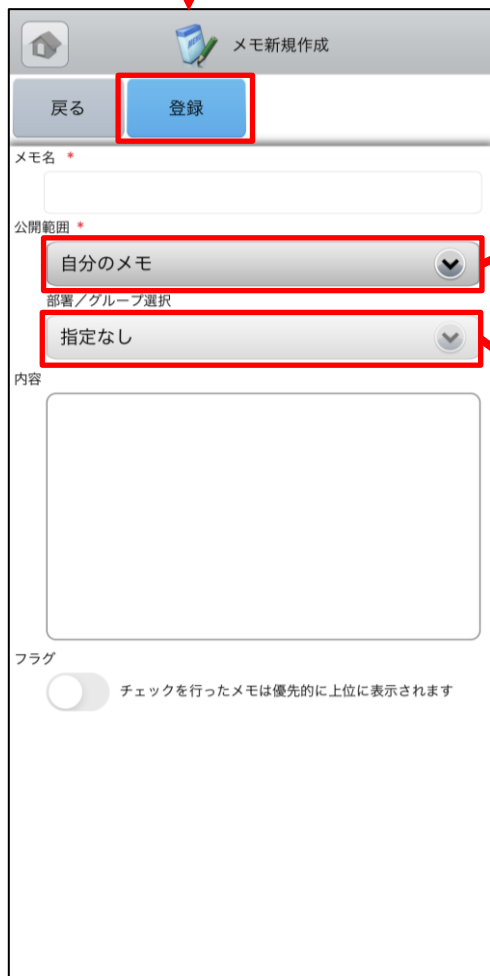 メモ新規作成
戻る
登録
メモ名 *
公開範囲 *
自分のメモ
部署／グループ選択
指定なし
内容
フラグ
チェックを行ったメモは優先的に上位に表示されます